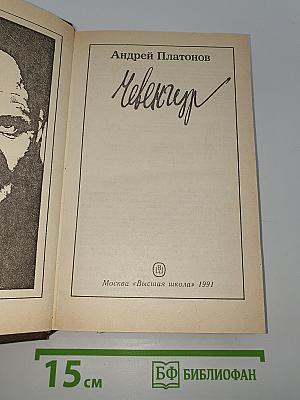 Андрей Платонов
Чевенгур
Москва «Высшая школа» 1991
15 см
БФ БИБЛИОФАН